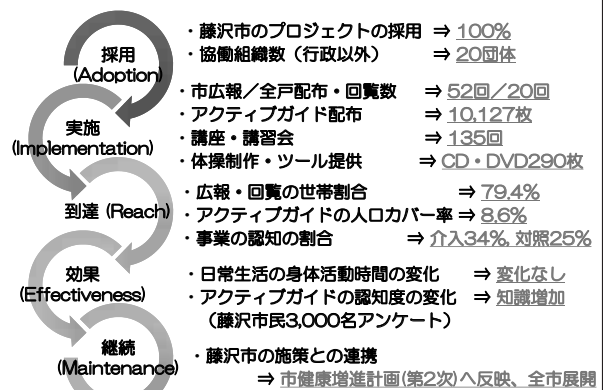 採用
(Adoption)
・藤沢市のプロジェクトの採用 ⇒ 100%
・協働組織数（行政以外） ⇒ 20団体
実施
(Implementation)
・市広報／全戸配布・回覧数 ⇒ 52回／20回
・アクティブガイド配布 ⇒ 10,127枚
・講座・講習会 ⇒ 135回
・体操制作・ツール提供 ⇒ CD・DVD290枚
到達 (Reach)
・広報・回覧の世帯割合 ⇒ 79.4%
・アクティブガイドの人口カバー率 ⇒ 8.6%
・事業の認知の割合 ⇒ 介入34%, 対照25%
効果
(Effectiveness)
・日常生活の身体活動時間の変化 ⇒ 変化なし
・アクティブガイドの認知度の変化 ⇒ 知識増加
（藤沢市民3,000名アンケート）
継続
(Maintenance)
・藤沢市の施策との連携
⇒ 市健康増進計画(第2次)へ反映、全市展開